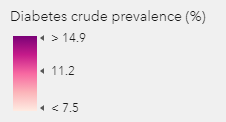 Diabetes crude prevalence (%)
> 14.9
11.2
< 7.5